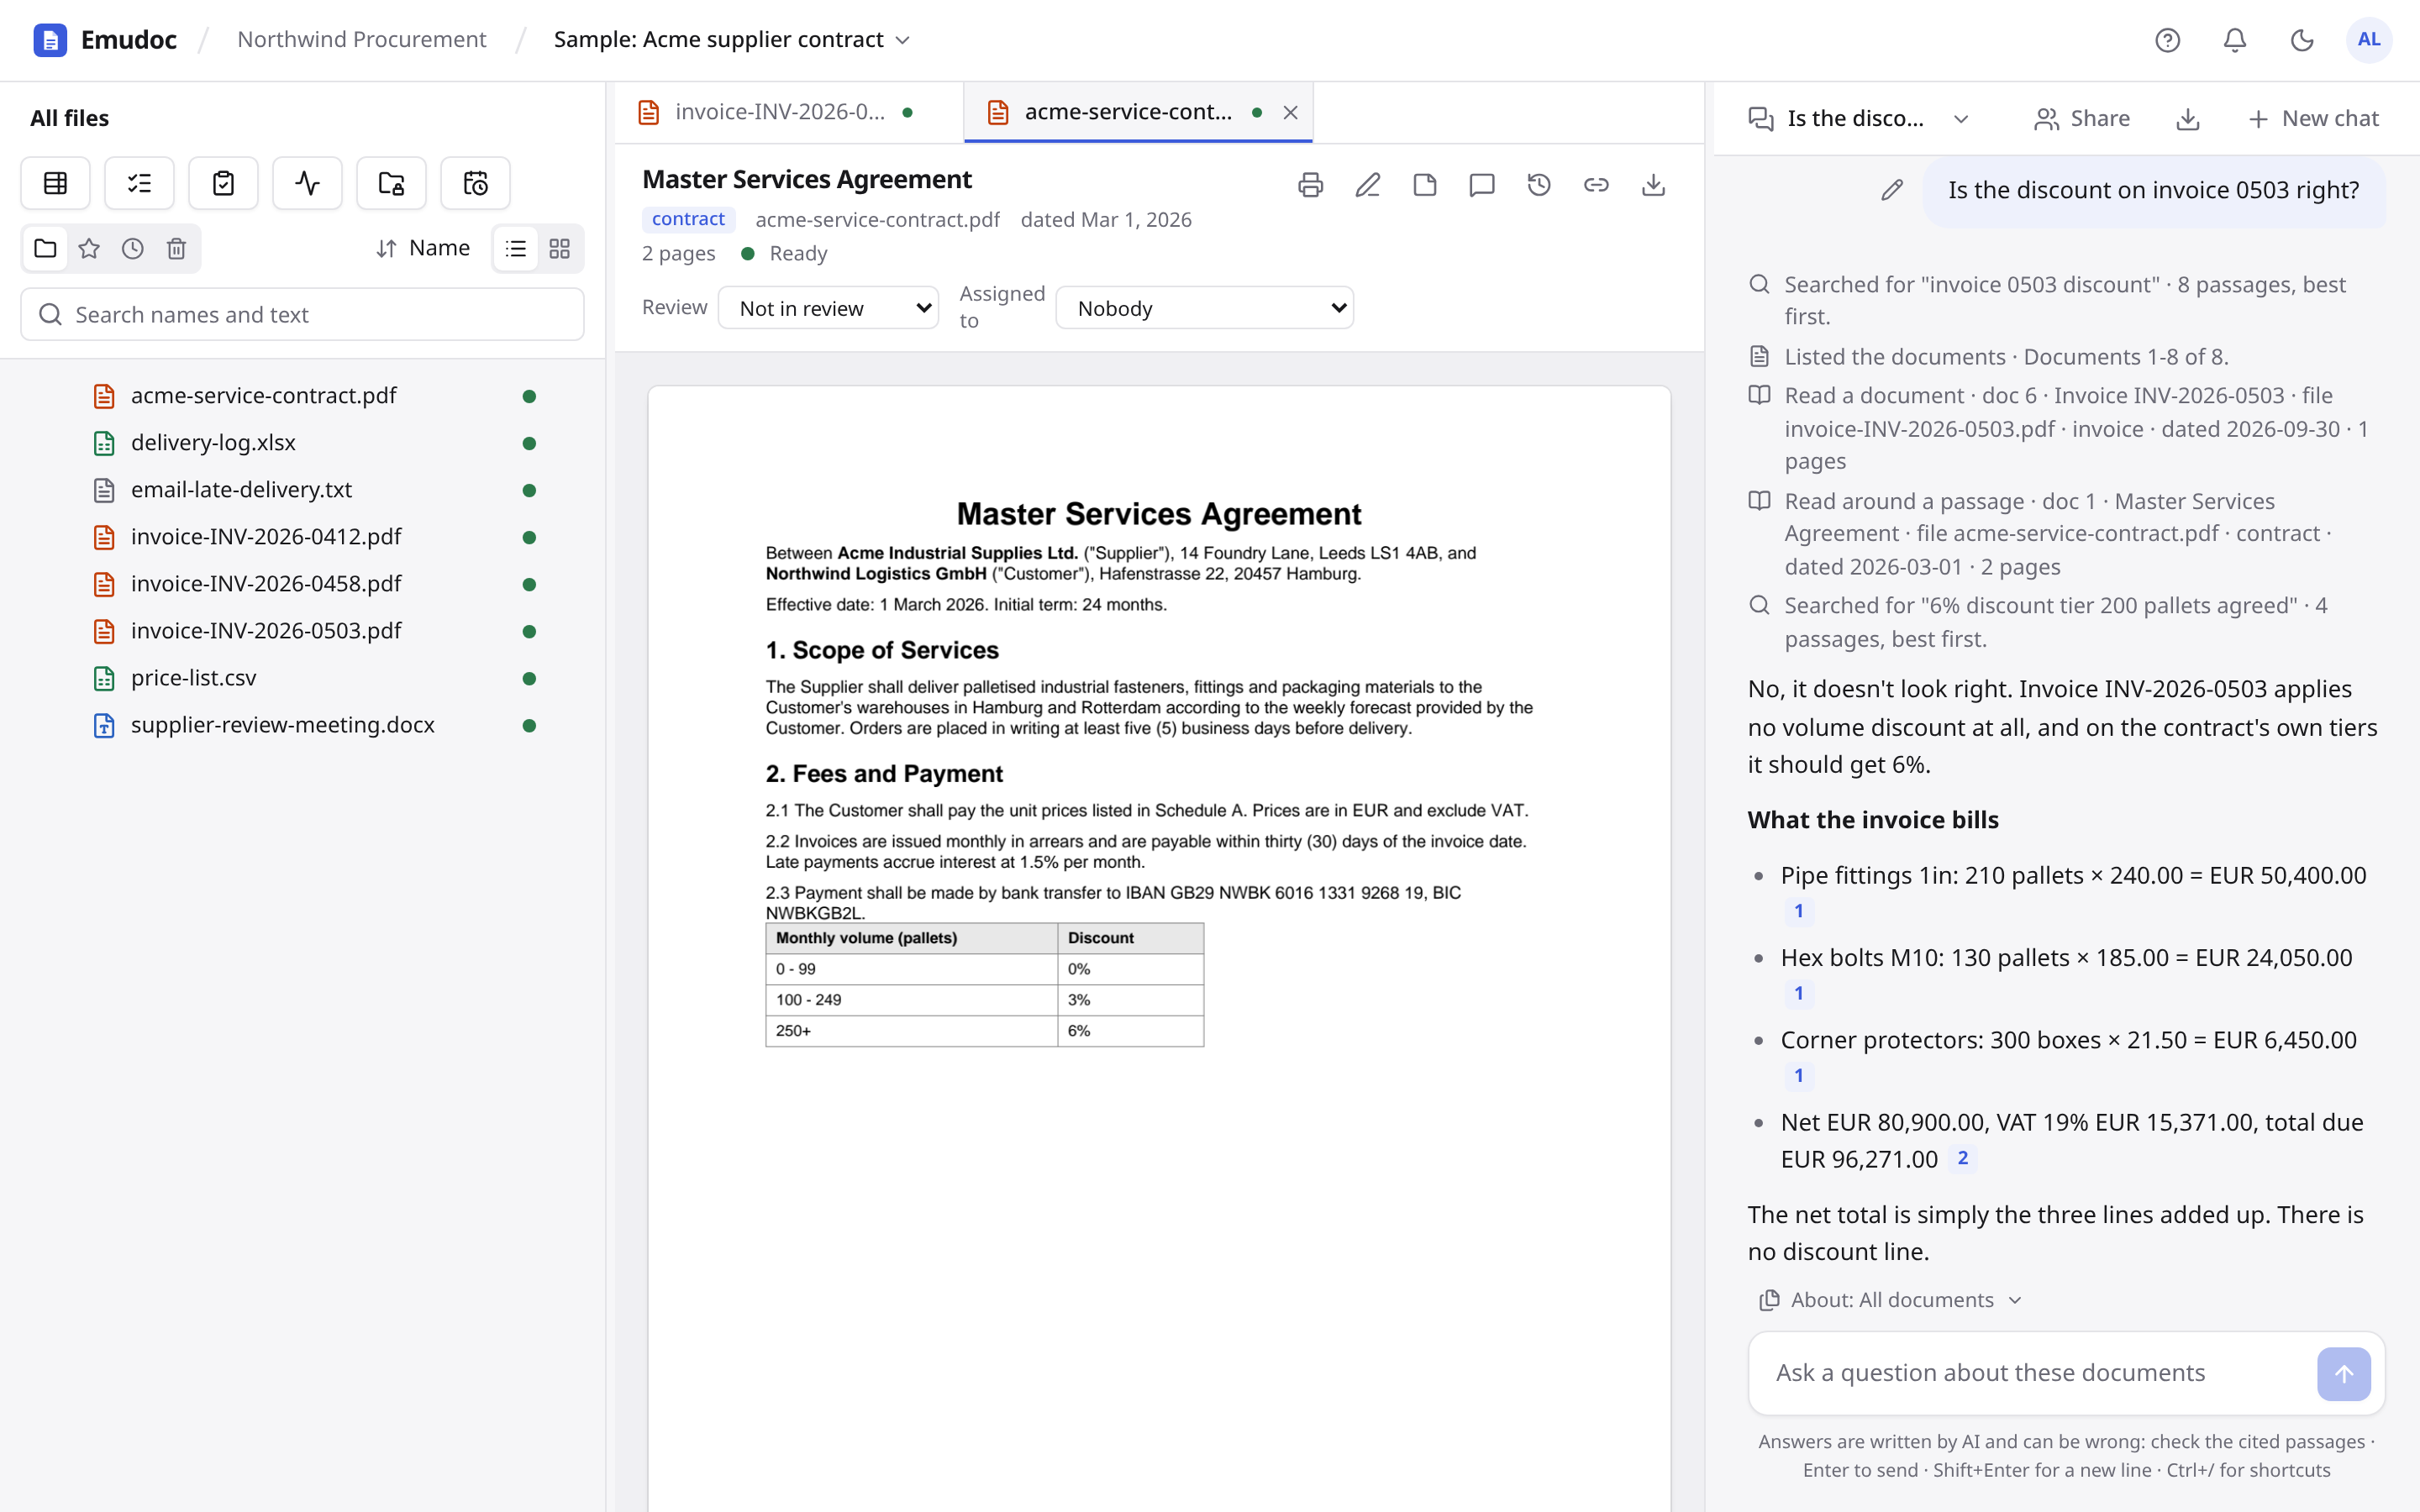 Emudoc / Northwind Procurement / Sample: Acme supplier contract
AL
All files
Name
Search names and text
acme-service-contract.pdf
delivery-log.xlsx
email-late-delivery.txt
invoice-INV-2026-0412.pdf
invoice-INV-2026-0458.pdf
invoice-INV-2026-0503.pdf
price-list.csv
supplier-review-meeting.docx
invoice-INV-2026-0...
acme-service-cont...
Master Services Agreement
contract acme-service-contract.pdf dated Mar 1, 2026
2 pages Ready
Review Not in review Assigned to Nobody
Master Services Agreement
Between Acme Industrial Supplies Ltd. ("Supplier"), 14 Foundry Lane, Leeds LS1 4AB, and
Northwind Logistics GmbH ("Customer"), Hafenstrasse 22, 20457 Hamburg.
Effective date: 1 March 2026. Initial term: 24 months.
1. Scope of Services
The Supplier shall deliver palletised industrial fasteners, fittings and packaging materials to the
Customer's warehouses in Hamburg and Rotterdam according to the weekly forecast provided by the
Customer. Orders are placed in writing at least five (5) business days before delivery.
2. Fees and Payment
2.1 The Customer shall pay the unit prices listed in Schedule A. Prices are in EUR and exclude VAT.
2.2 Invoices are issued monthly in arrears and are payable within thirty (30) days of the invoice date.
Late payments accrue interest at 1.5% per month.
2.3 Payment shall be made by bank transfer to IBAN GB29 NWBK 6016 1331 9268 19, BIC
NWBKGB2L.
Monthly volume (pallets) Discount
0 - 99 0%
100 - 249 3%
250+ 6%
Is the disco...
Share
New chat
Is the discount on invoice 0503 right?
Searched for "invoice 0503 discount" · 8 passages, best
first.
Listed the documents · Documents 1-8 of 8.
Read a document · doc 6 · Invoice INV-2026-0503 · file
invoice-INV-2026-0503.pdf · invoice · dated 2026-09-30 · 1
pages
Read around a passage · doc 1 · Master Services
Agreement · file acme-service-contract.pdf · contract ·
dated 2026-03-01 · 2 pages
Searched for "6% discount tier 200 pallets agreed" · 4
passages, best first.
No, it doesn't look right. Invoice INV-2026-0503 applies
no volume discount at all, and on the contract's own tiers
it should get 6%.
What the invoice bills
• Pipe fittings 1in: 210 pallets × 240.00 = EUR 50,400.00
1
• Hex bolts M10: 130 pallets × 185.00 = EUR 24,050.00
1
• Corner protectors: 300 boxes × 21.50 = EUR 6,450.00
1
• Net EUR 80,900.00, VAT 19% EUR 15,371.00, total due
EUR 96,271.00 2
The net total is simply the three lines added up. There is
no discount line.
About: All documents
Ask a question about these documents
Answers are written by AI and can be wrong: check the cited passages ·
Enter to send · Shift+Enter for a new line · Ctrl+/ for shortcuts